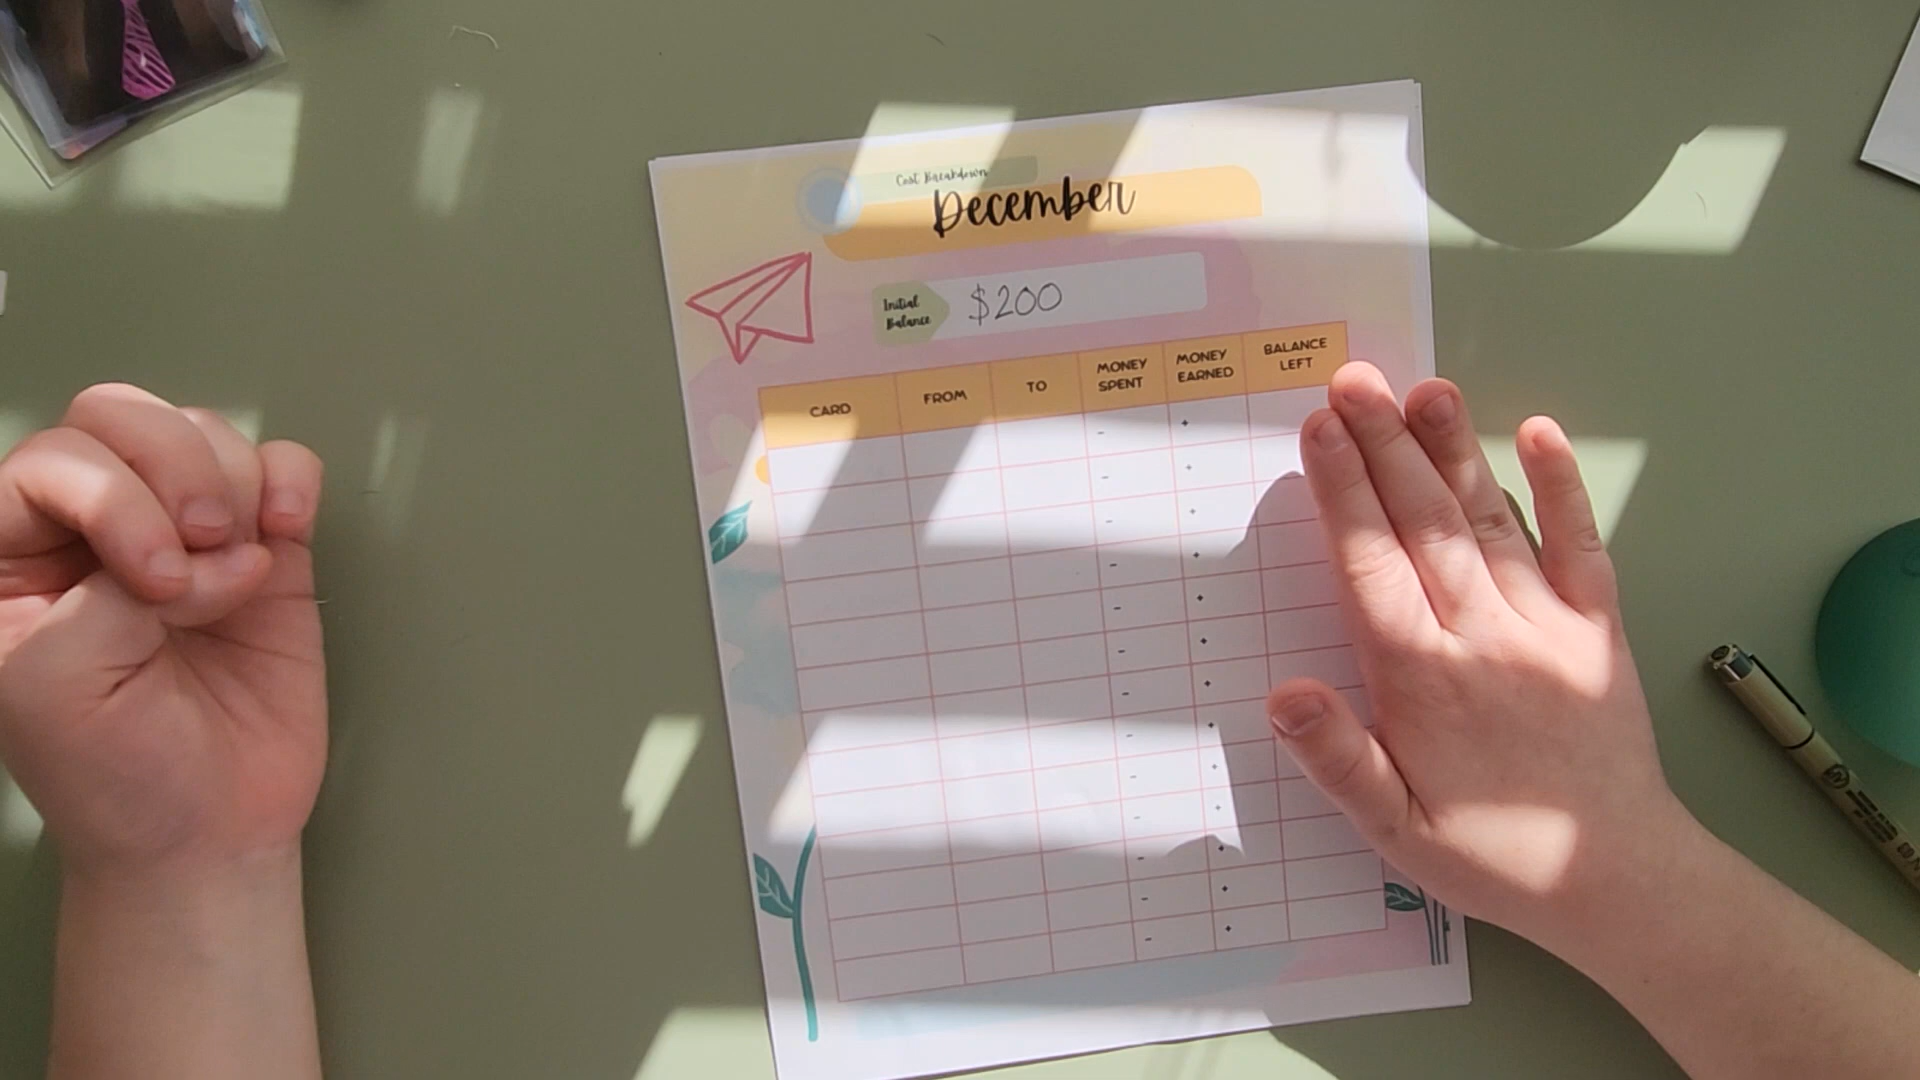 Cost Breakdown
December
Initial
Balance
$200
CARD FROM TO MONEY SPENT MONEY EARNED BALANCE LEFT
- +
- +
- +
- +
- +
- +
- +
- +
- +
- +
- +
- +
- +